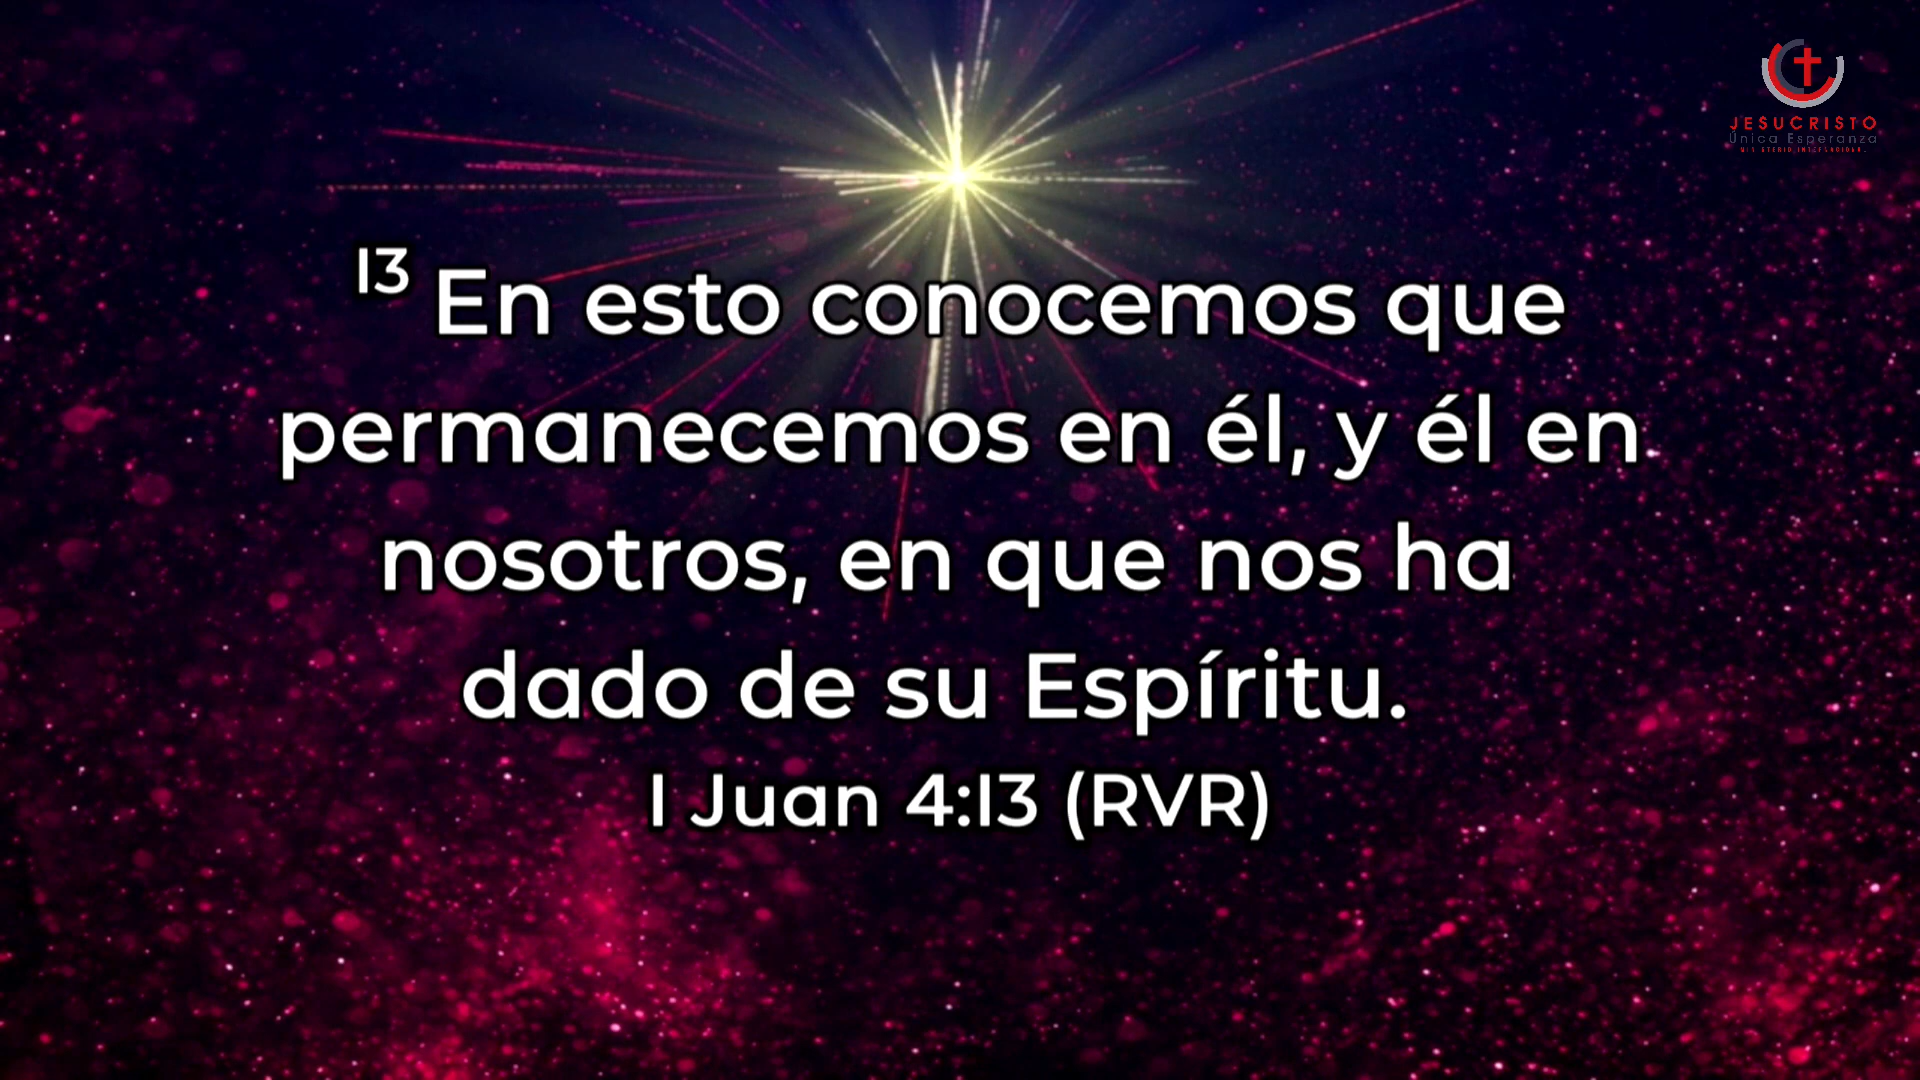 JESUCRISTO
Única Esperanza
13 En esto conocemos que
permanecemos en él, y él en
nosotros, en que nos ha
dado de su Espíritu.
1 Juan 4:13 (RVR)